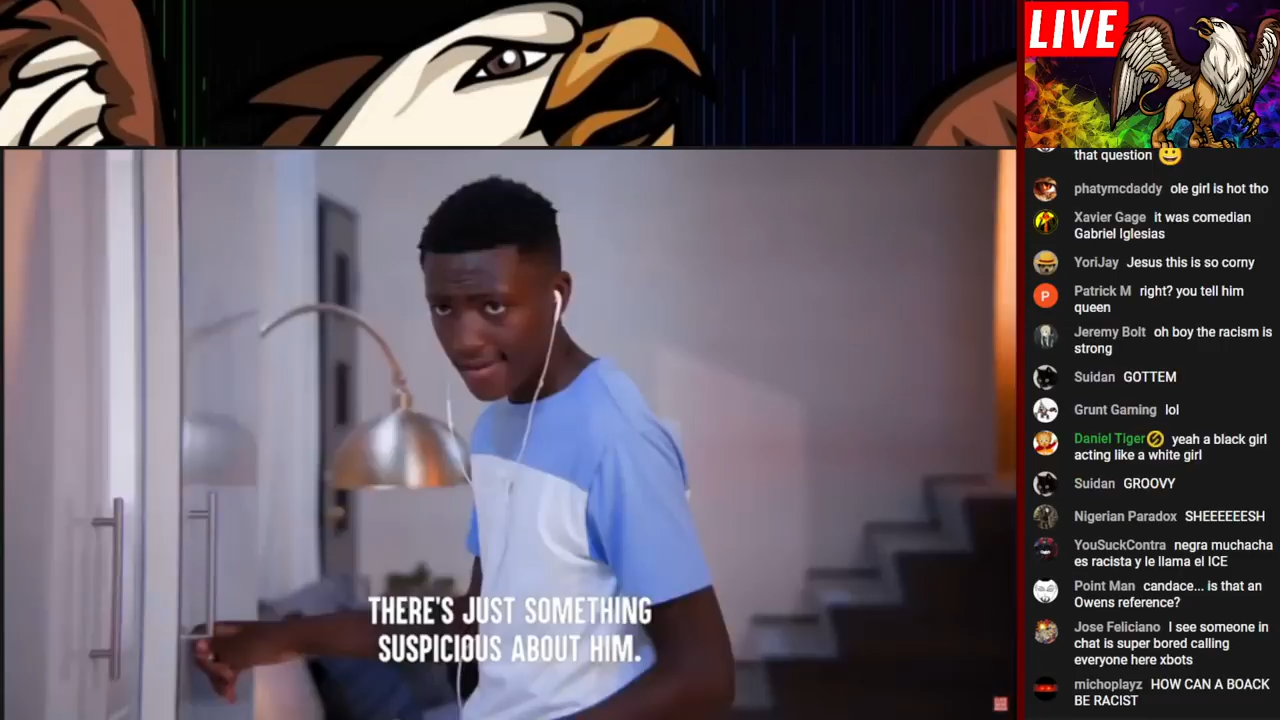 LIVE
that question
phatymcdaddy ole girl is hot tho
Xavier Gage it was comedian
Gabriel Iglesias
YoriJay Jesus this is so corny
P
Patrick M right? you tell him
queen
Jeremy Bolt oh boy the racism is
strong
Suidan GOTTEM
Grunt Gaming lol
Daniel Tiger yeah a black girl
acting like a white girl
Suidan GROOVY
Nigerian Paradox SHEEEEEESH
YouSuckContra negra muchacha
es racista y le llama el ICE
Point Man candace... is that an
Owens reference?
Jose Feliciano I see someone in
chat is super bored calling
everyone here xbots
michoplayz HOW CAN A BOACK
BE RACIST
THERE'S JUST SOMETHING
SUSPICIOUS ABOUT HIM.